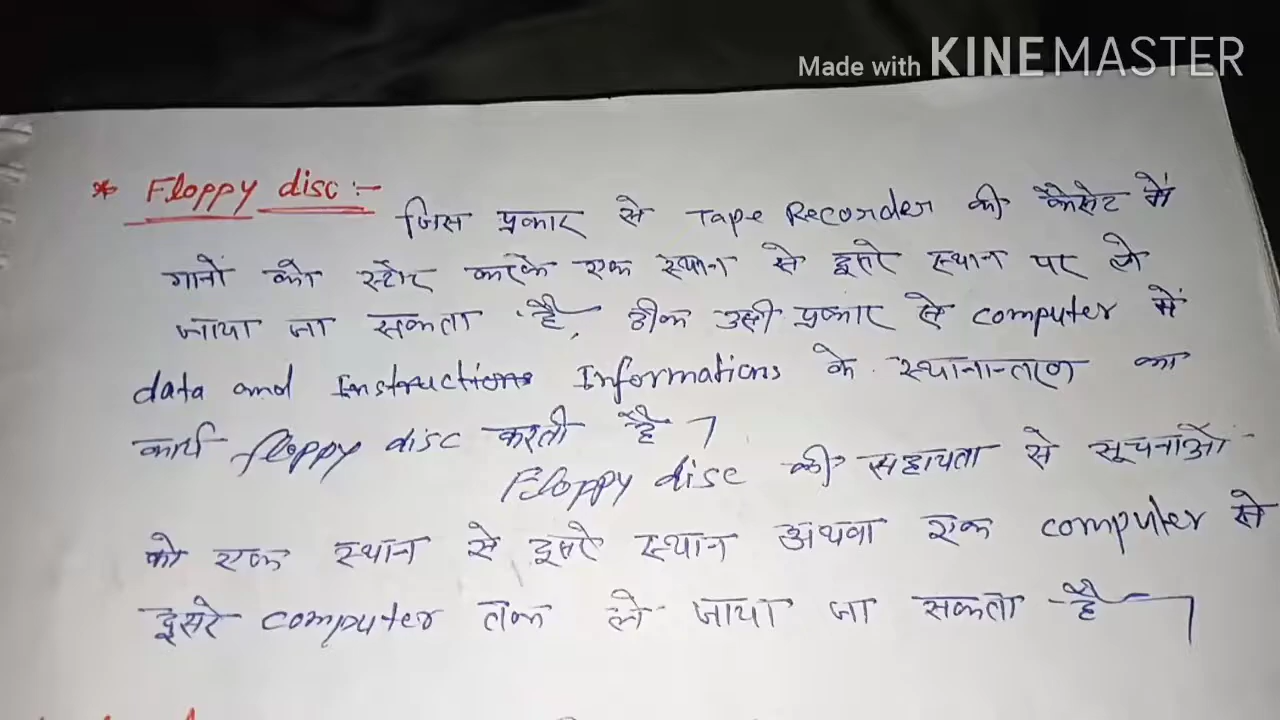 Made with KINEMASTER
* Floppy disc :-
जिस प्रकार से Tape Recorder की कैसेट में
गानों को स्टोर करके एक स्थान से दूसरे स्थान पर ले
जाया जा सकता है, ठीक उसी प्रकार से computer में
data and Instructions Informations के स्थानान्तरण का
कार्य floppy disc करती है ।
Floppy disc की सहायता से सूचनाओं
को एक स्थान से दूसरे स्थान अथवा एक computer से
दूसरे computer तक ले जाया जा सकता है ।